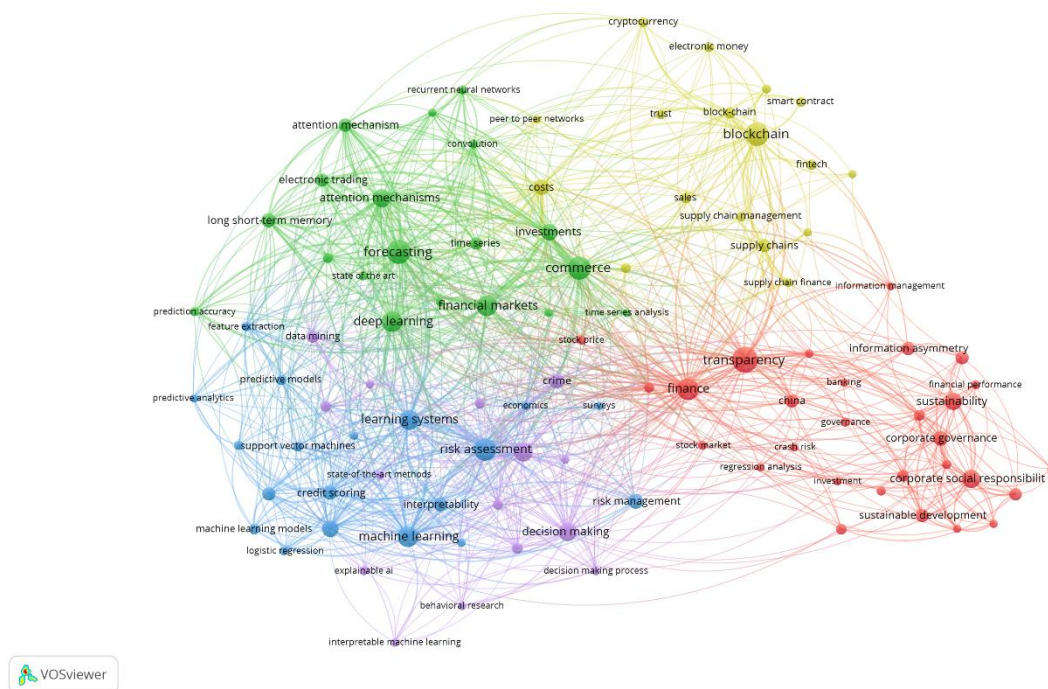 cryptocurrency
electronic money
recurrent neural networks
smart contract
block-chain
trust
peer to peer networks
attention mechanism
blockchain
convolution
fintech
electronic trading
costs
attention mechanisms
sales
supply chain management
long short-term memory
investments
time series
supply chains
forecasting
commerce
state of the art
supply chain finance
information management
financial markets
prediction accuracy
time series analysis
deep learning
feature extraction
data mining
stock price
information asymmetry
transparency
predictive models
crime
banking
financial performance
finance
predictive analytics
economics
surveys
china
sustainability
learning systems
governance
support vector machines
risk assessment
stock market
crash risk
corporate governance
regression analysis
state-of-the-art methods
investment
corporate social responsibilit
credit scoring
interpretability
risk management
sustainable development
machine learning models
machine learning
decision making
logistic regression
explainable ai
decision making process
behavioral research
interpretable machine learning
VOSviewer